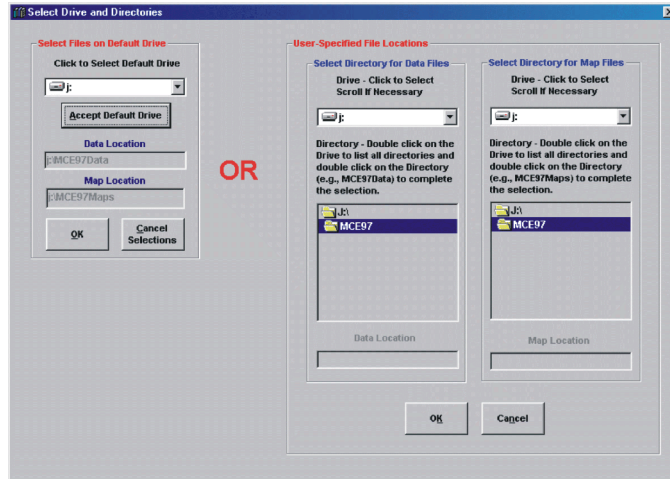 Select Drive and Directories
Select Files on Default Drive
Click to Select Default Drive
j:
Accept Default Drive
Data Location
j:\MCE97Data
Map Location
j:\MCE97Maps
OK
Cancel
Selections
OR
User-Specified File Locations
Select Directory for Data Files
Drive - Click to Select
Scroll If Necessary
j:
Directory - Double click on the
Drive to list all directories and
double click on the Directory
(e.g., MCE97Data) to complete
the selection.
J:\
MCE97
Data Location
Select Directory for Map Files
Drive - Click to Select
Scroll If Necessary
j:
Directory - Double click on the
Drive to list all directories and
double click on the Directory
(e.g., MCE97Maps) to complete
the selection.
J:\
MCE97
Map Location
OK
Cancel